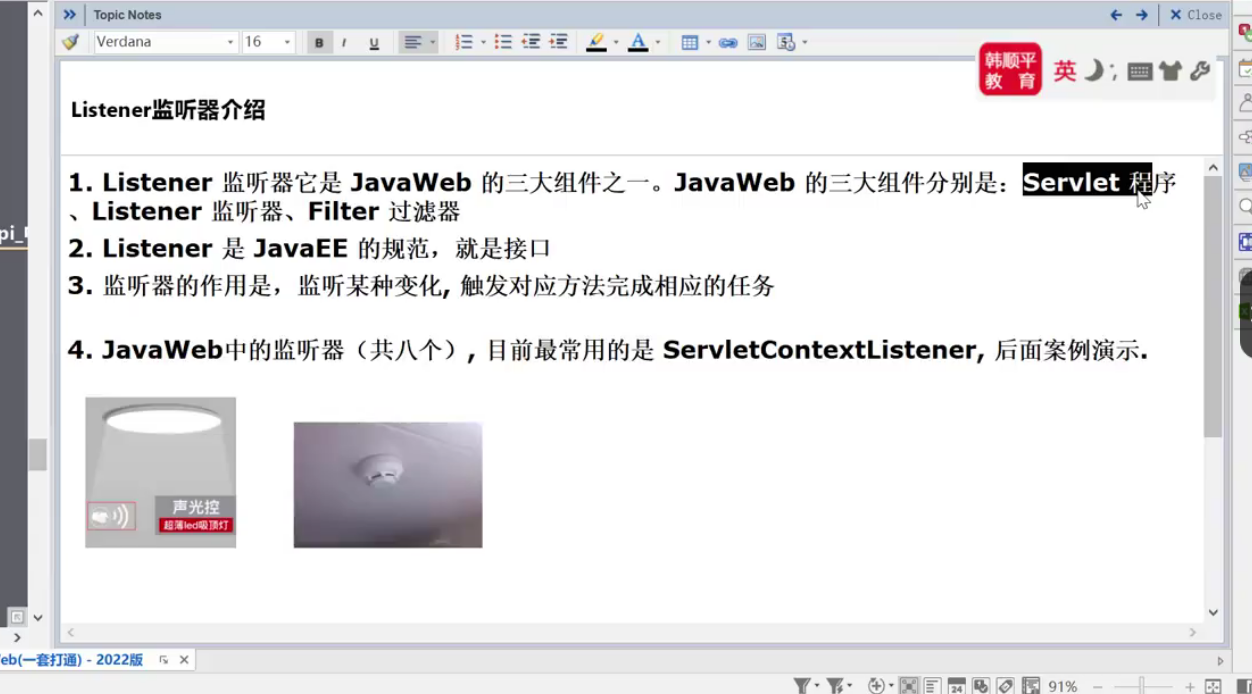 Topic Notes
Close
Verdana
16
B I U
韩顺平
教 育
英
Listener监听器介绍
1. Listener 监听器它是 JavaWeb 的三大组件之一。JavaWeb 的三大组件分别是：Servlet 程序
、Listener 监听器、Filter 过滤器
2. Listener 是 JavaEE 的规范，就是接口
3. 监听器的作用是，监听某种变化, 触发对应方法完成相应的任务
4. JavaWeb中的监听器（共八个）, 目前最常用的是 ServletContextListener, 后面案例演示.
声光控
超薄led吸顶灯
eb(一套打通) - 2022版
24
91%